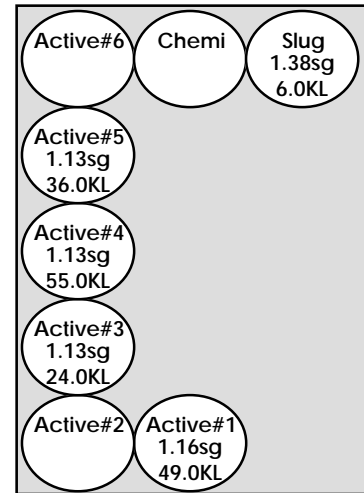 Active#6
Chemi
Slug
1.38sg
6.0KL
Active#5
1.13sg
36.0KL
Active#4
1.13sg
55.0KL
Active#3
1.13sg
24.0KL
Active#2
Active#1
1.16sg
49.0KL